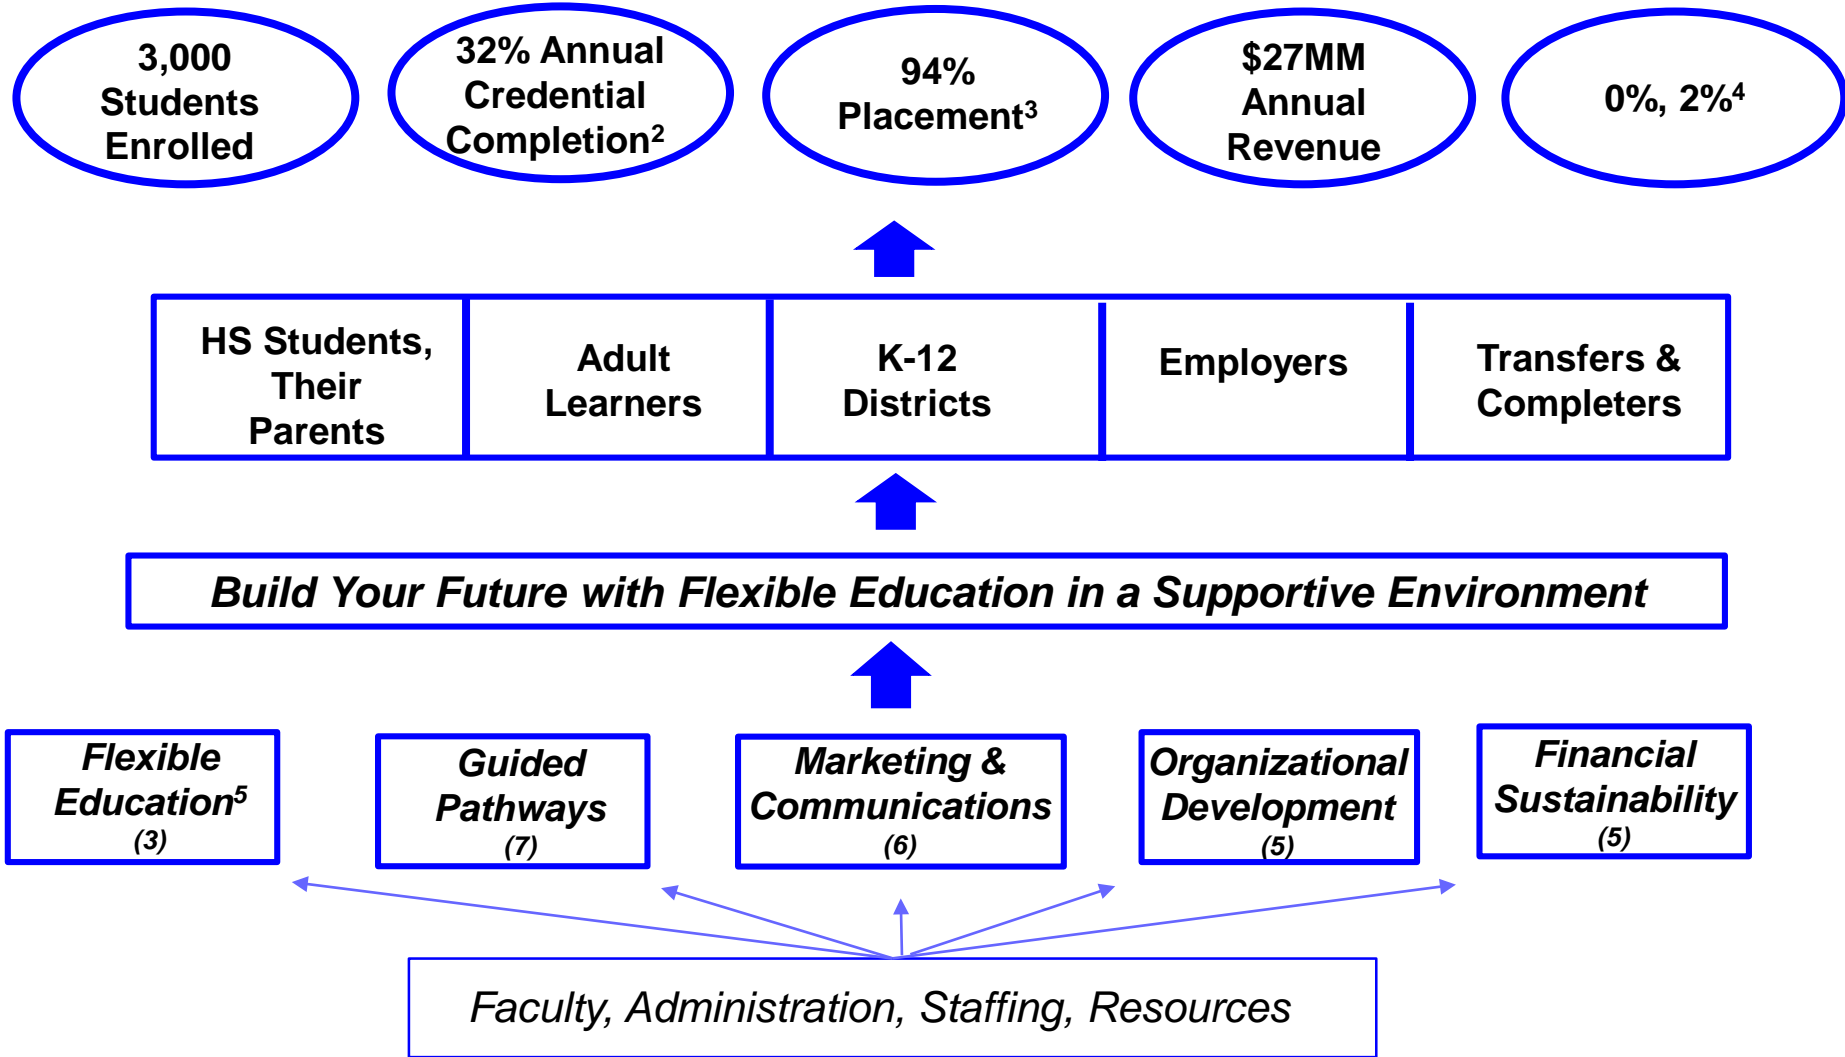 3,000
Students
Enrolled
32% Annual
Credential
Completion²
94%
Placement³
$27MM
Annual
Revenue
0%, 2%⁴
HS Students,
Their
Parents
Adult
Learners
K-12
Districts
Employers
Transfers &
Completers
Build Your Future with Flexible Education in a Supportive Environment
Flexible
Education⁵
(3)
Guided
Pathways
(7)
Marketing &
Communications
(6)
Organizational
Development
(5)
Financial
Sustainability
(5)
Faculty, Administration, Staffing, Resources